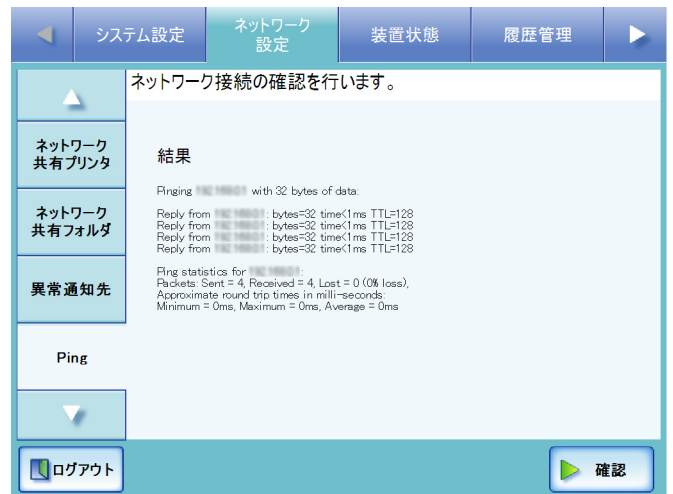 システム設定
ネットワーク
設定
装置状態
履歴管理
ネットワーク接続の確認を行います。
ネットワーク
共有プリンタ
ネットワーク
共有フォルダ
異常通知先
Ping
結果
Pinging with 32 bytes of data:
Reply from : bytes=32 time<1ms TTL=128
Reply from : bytes=32 time<1ms TTL=128
Reply from : bytes=32 time<1ms TTL=128
Reply from : bytes=32 time<1ms TTL=128
Ping statistics for :
Packets: Sent = 4, Received = 4, Lost = 0 (0% loss),
Approximate round trip times in milli-seconds:
Minimum = 0ms, Maximum = 0ms, Average = 0ms
ログアウト
確認